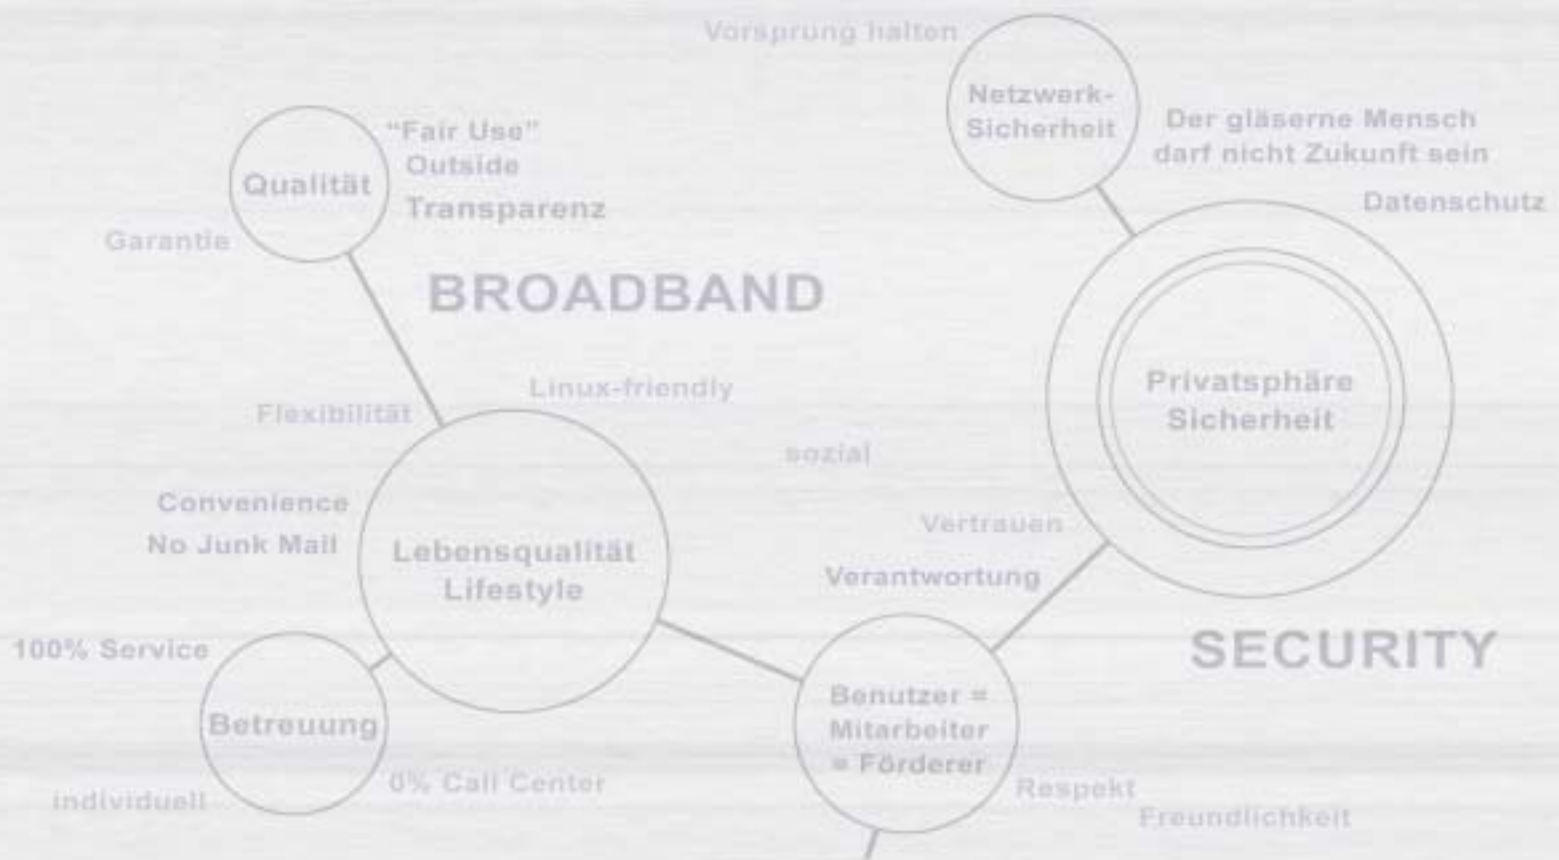 Vorsprung halten
Netzwerk-
Sicherheit
Der gläserne Mensch
darf nicht Zukunft sein
Datenschutz
"Fair Use"
Outside
Transparenz
Qualität
Garantie
BROADBAND
Linux-friendly
Flexibilität
sozial
Privatsphäre
Sicherheit
Convenience
No Junk Mail
Lebensqualität
Lifestyle
Vertrauen
Verantwortung
100% Service
SECURITY
Betreuung
Benutzer =
Mitarbeiter
= Förderer
0% Call Center
individuell
Respekt
Freundlichkeit